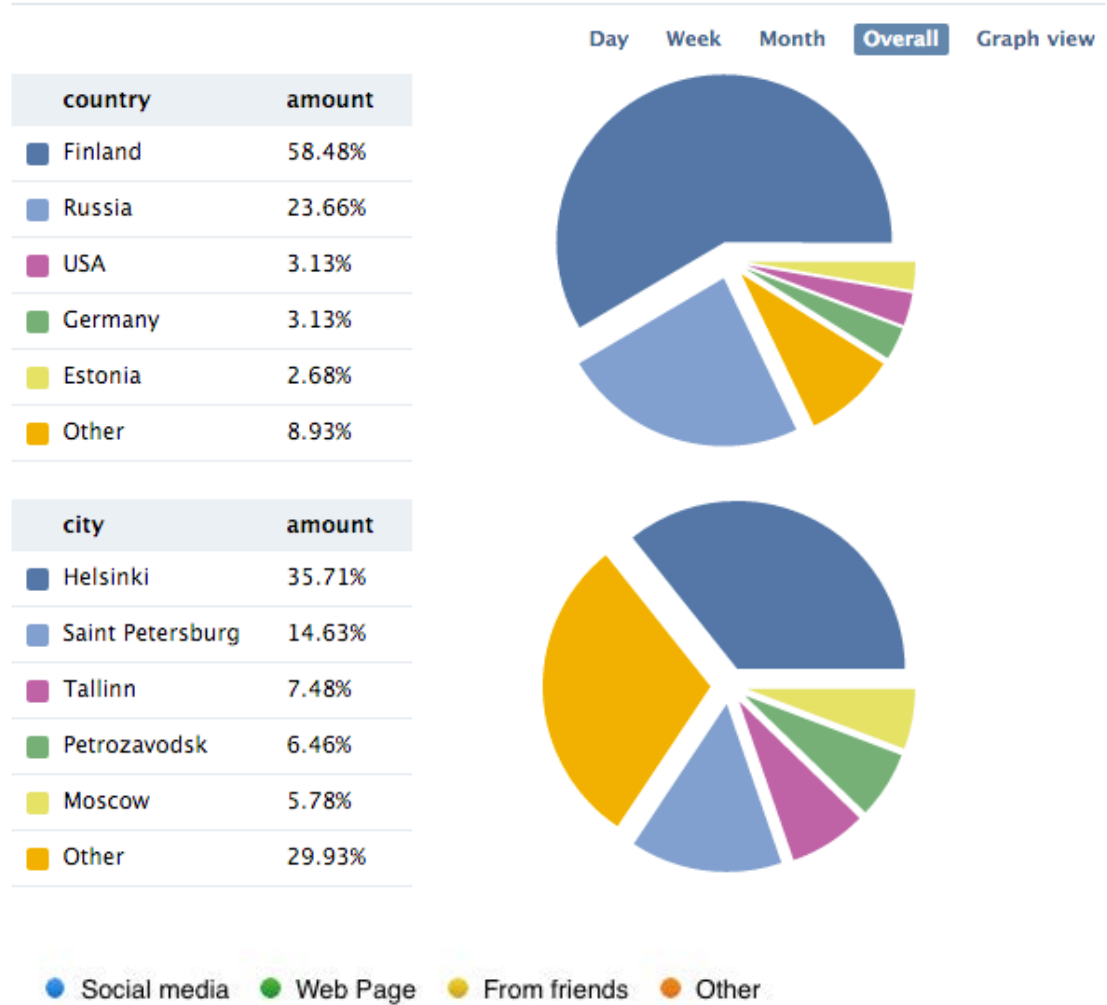 Day Week Month Overall Graph view
country amount
Finland 58.48%
Russia 23.66%
USA 3.13%
Germany 3.13%
Estonia 2.68%
Other 8.93%
city amount
Helsinki 35.71%
Saint Petersburg 14.63%
Tallinn 7.48%
Petrozavodsk 6.46%
Moscow 5.78%
Other 29.93%
Social media Web Page From friends Other